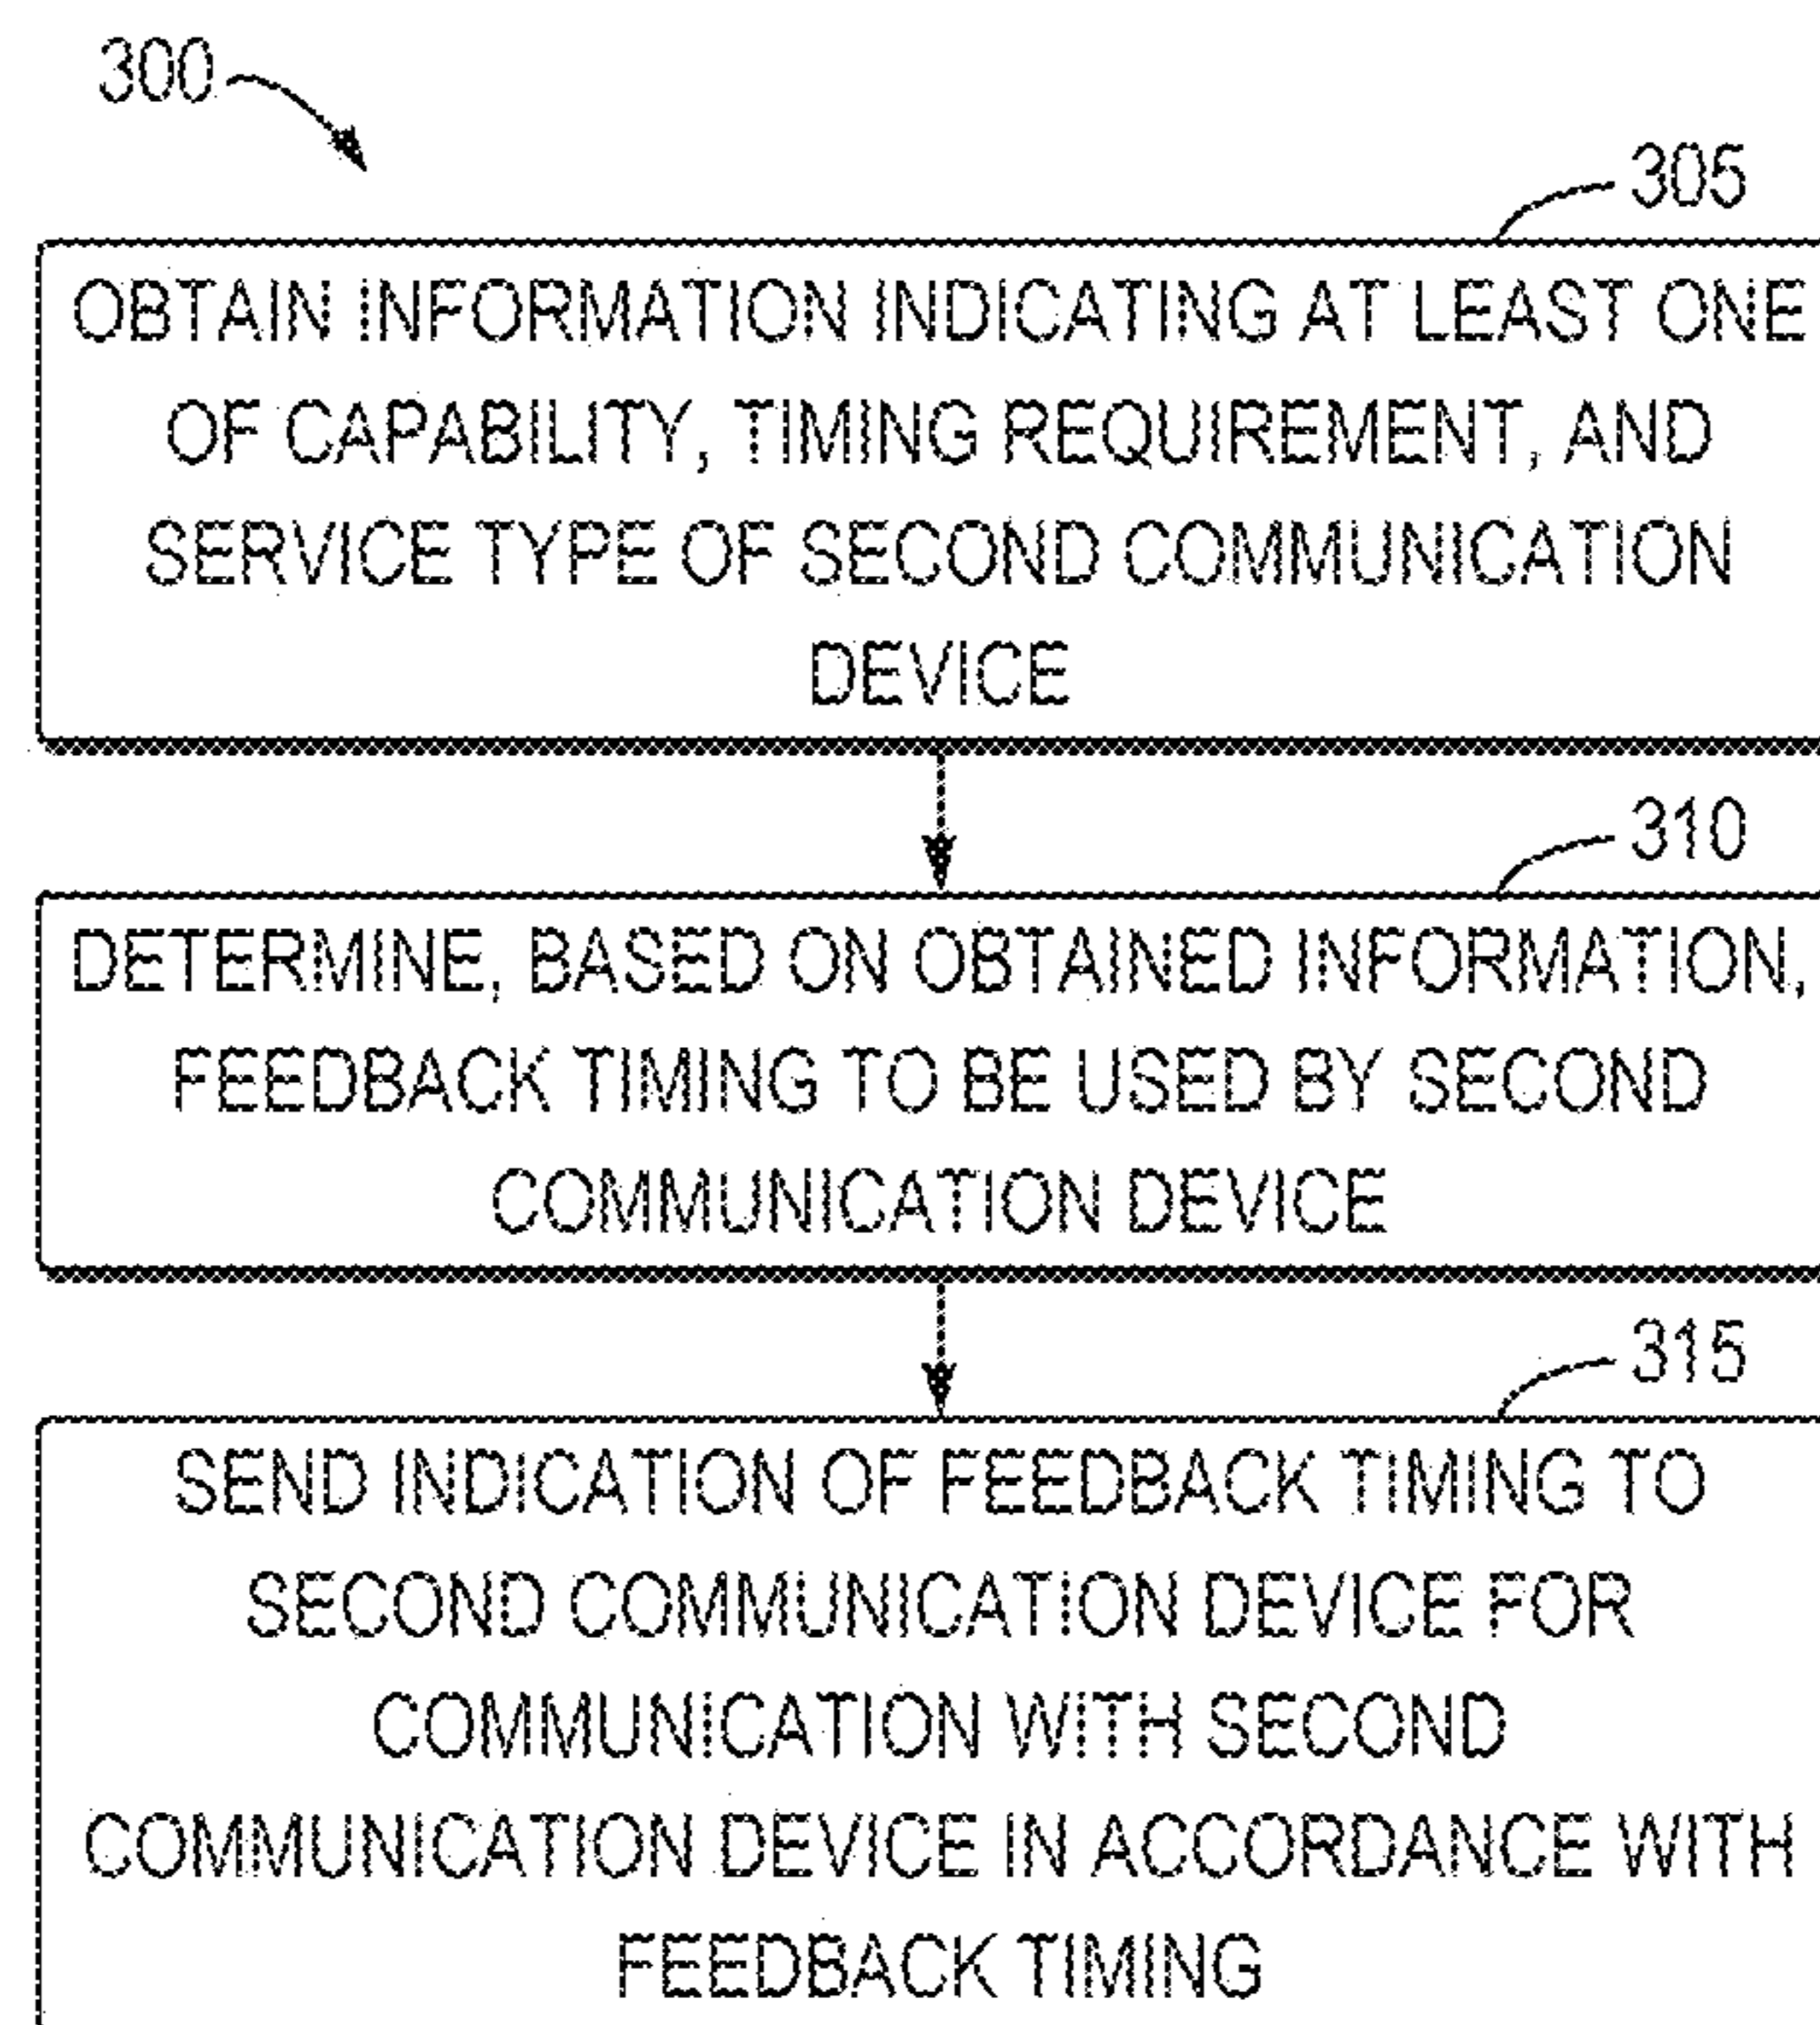 300
305
OBTAIN INFORMATION INDICATING AT LEAST ONE
OF CAPABILITY, TIMING REQUIREMENT, AND
SERVICE TYPE OF SECOND COMMUNICATION
DEVICE
310
DETERMINE, BASED ON OBTAINED INFORMATION,
FEEDBACK TIMING TO BE USED BY SECOND
COMMUNICATION DEVICE
315
SEND INDICATION OF FEEDBACK TIMING TO
SECOND COMMUNICATION DEVICE FOR
COMMUNICATION WITH SECOND
COMMUNICATION DEVICE IN ACCORDANCE WITH
FEEDBACK TIMING